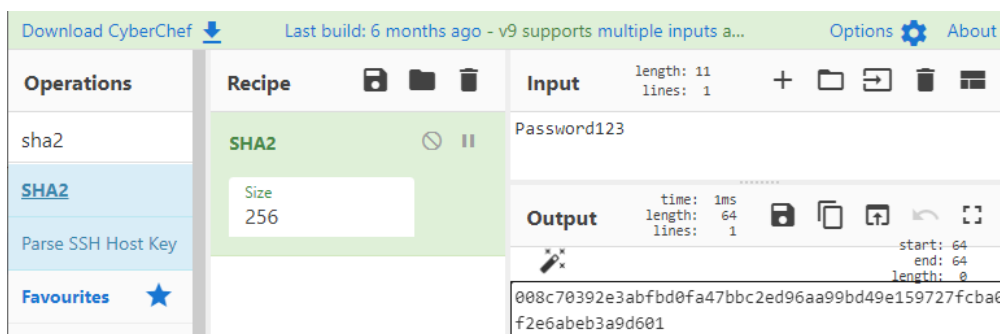 Download CyberChef
Last build: 6 months ago - v9 supports multiple inputs a...
Options
About
Operations
sha2
SHA2
Parse SSH Host Key
Favourites
Recipe
SHA2
Size
256
Input
length: 11
lines: 1
Password123
Output
time: 1ms
length: 64
lines: 1
start: 64
end: 64
length: 0
008c70392e3abfbd0fa47bbc2ed96aa99bd49e159727fcba0
f2e6abeb3a9d601